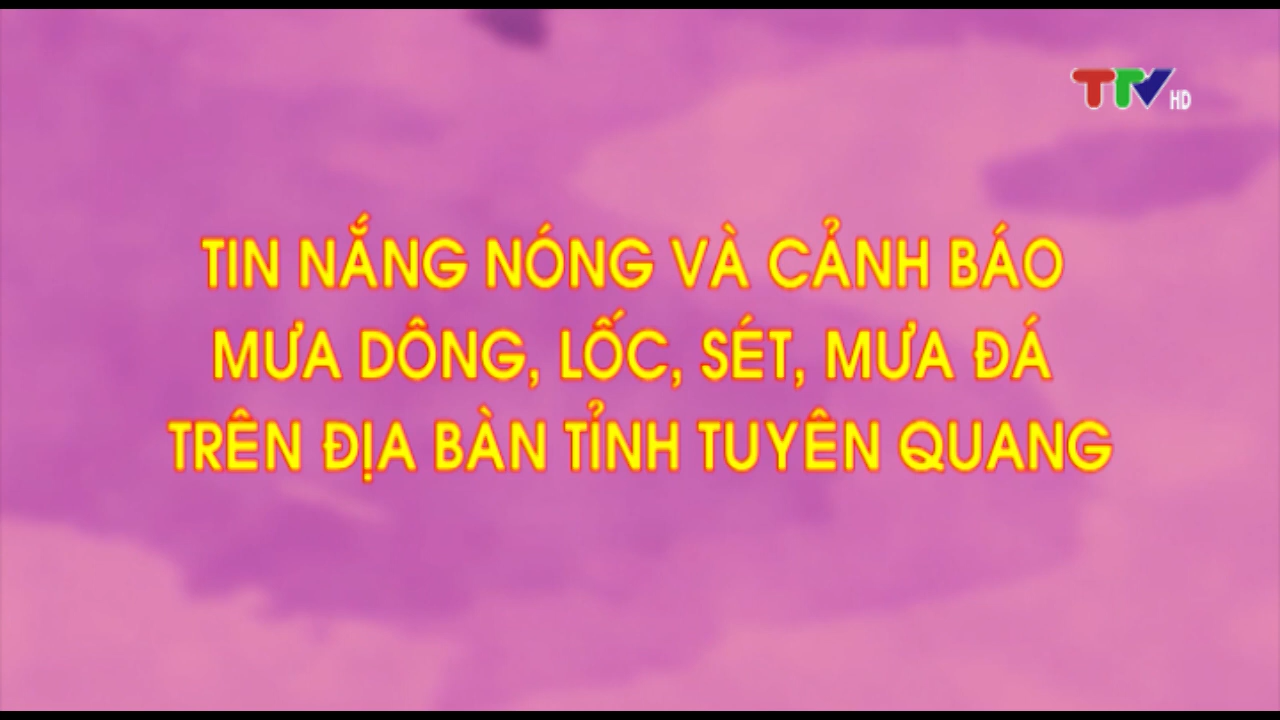 TTV HD
TIN NẮNG NÓNG VÀ CẢNH BÁO
MƯA DÔNG, LỐC, SÉT, MƯA ĐÁ
TRÊN ĐỊA BÀN TỈNH TUYÊN QUANG